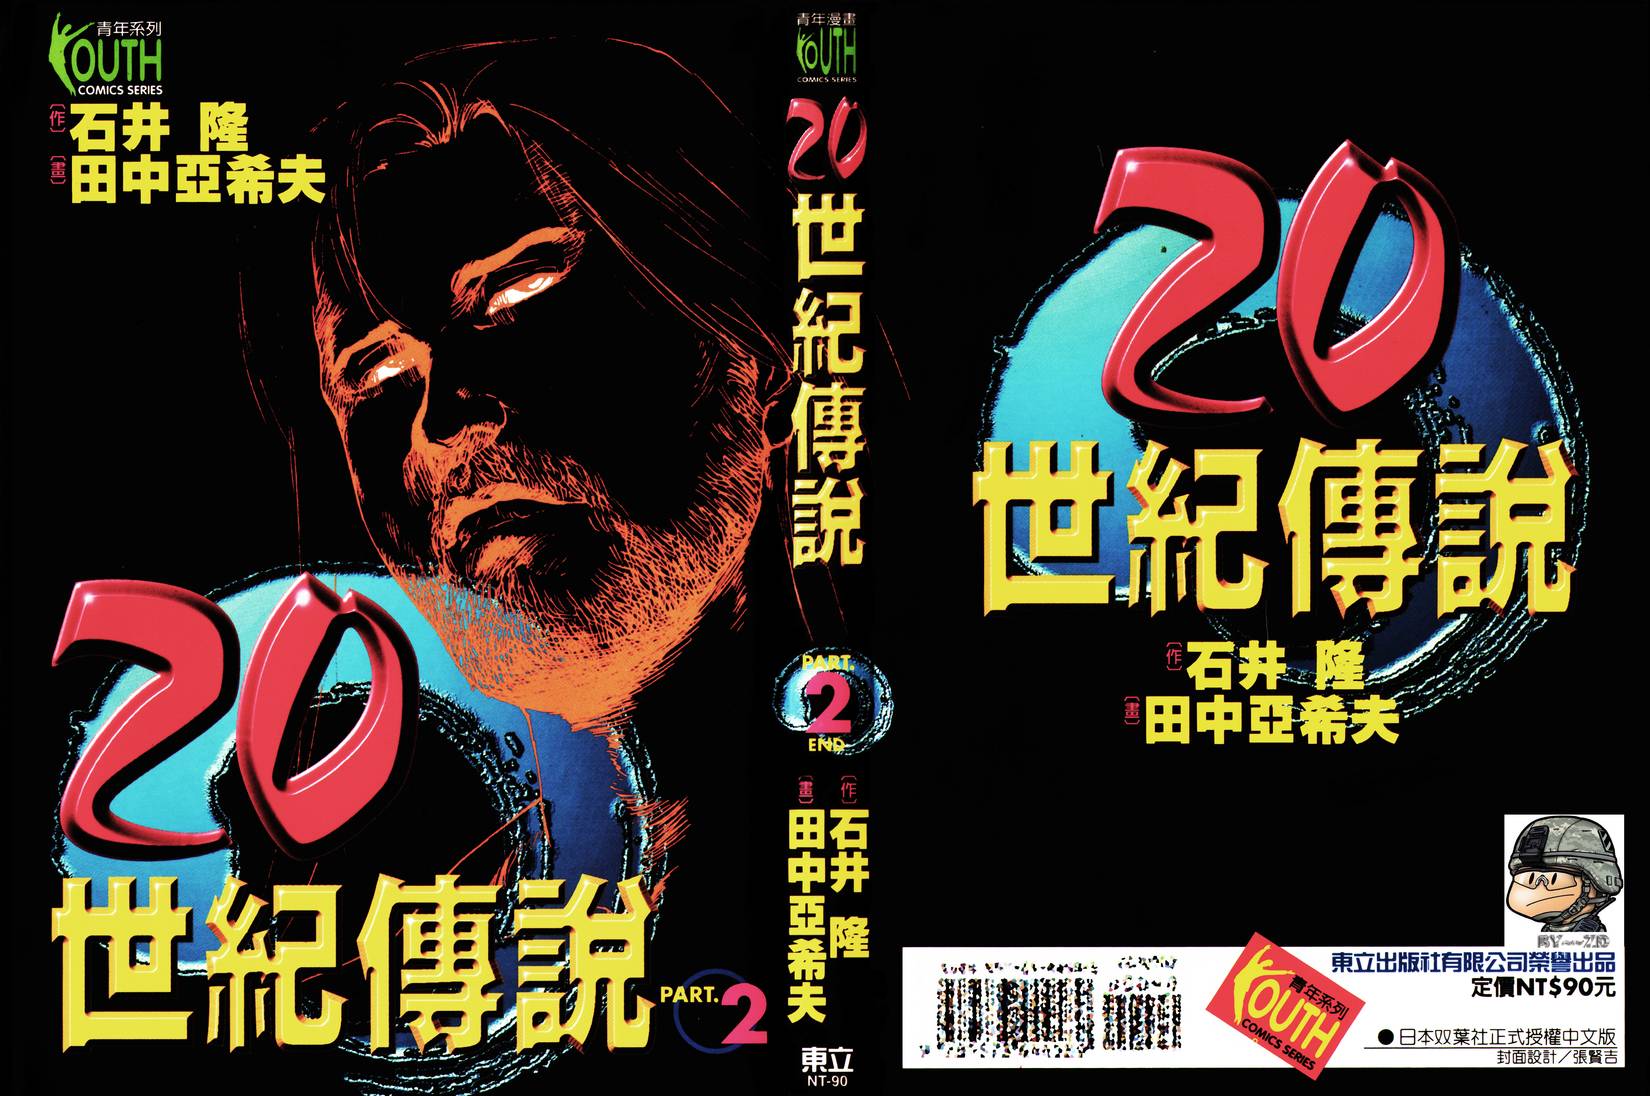 青年系列
YOUTH
COMICS SERIES
〔作〕石井 隆
〔畫〕田中亞希夫
20
世紀傳說
PART.2
青年漫畫
YOUTH
COMICS SERIES
20
世紀傳說
PART.
2
END
〔作〕石井 隆
〔畫〕田中亞希夫
東立
NT-90
20
世紀傳說
〔作〕石井 隆
〔畫〕田中亞希夫
東立出版社有限公司榮譽出品
定價NT$90元
青年系列
YOUTH
COMICS SERIES
●日本双葉社正式授權中文版
封面設計／張賢吉